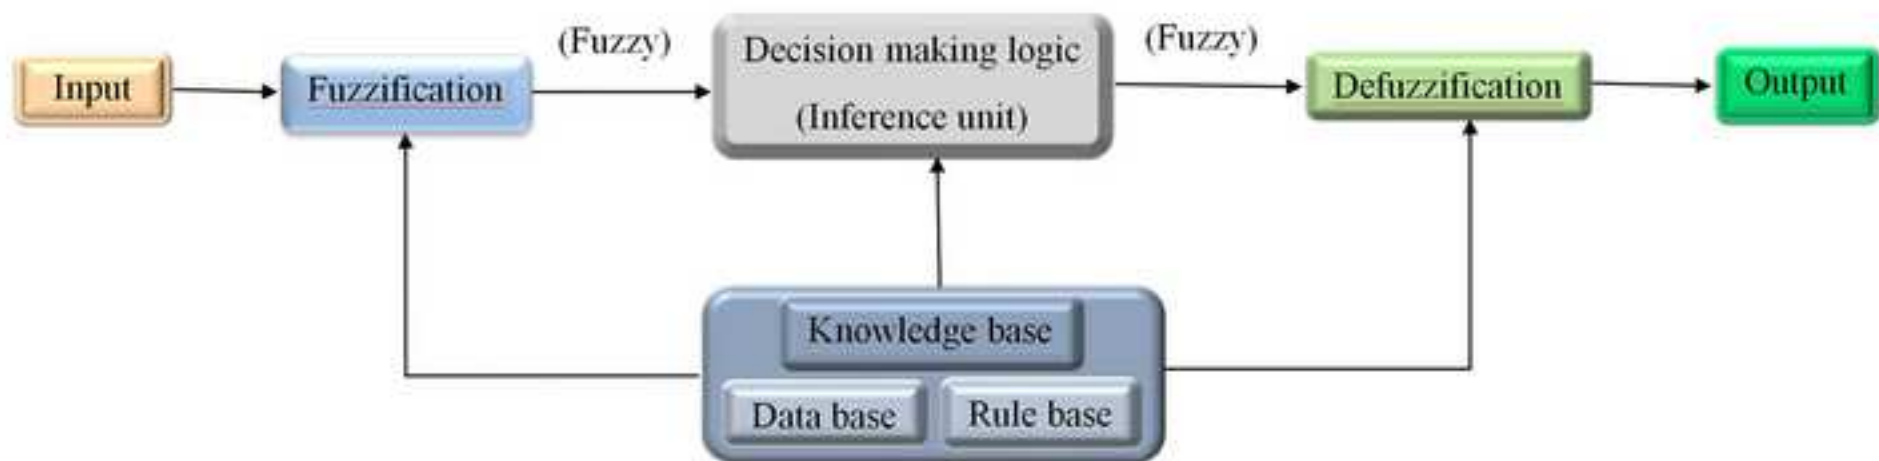 Input
Fuzzification
(Fuzzy)
Decision making logic
(Inference unit)
(Fuzzy)
Defuzzification
Output
Knowledge base
Data base
Rule base